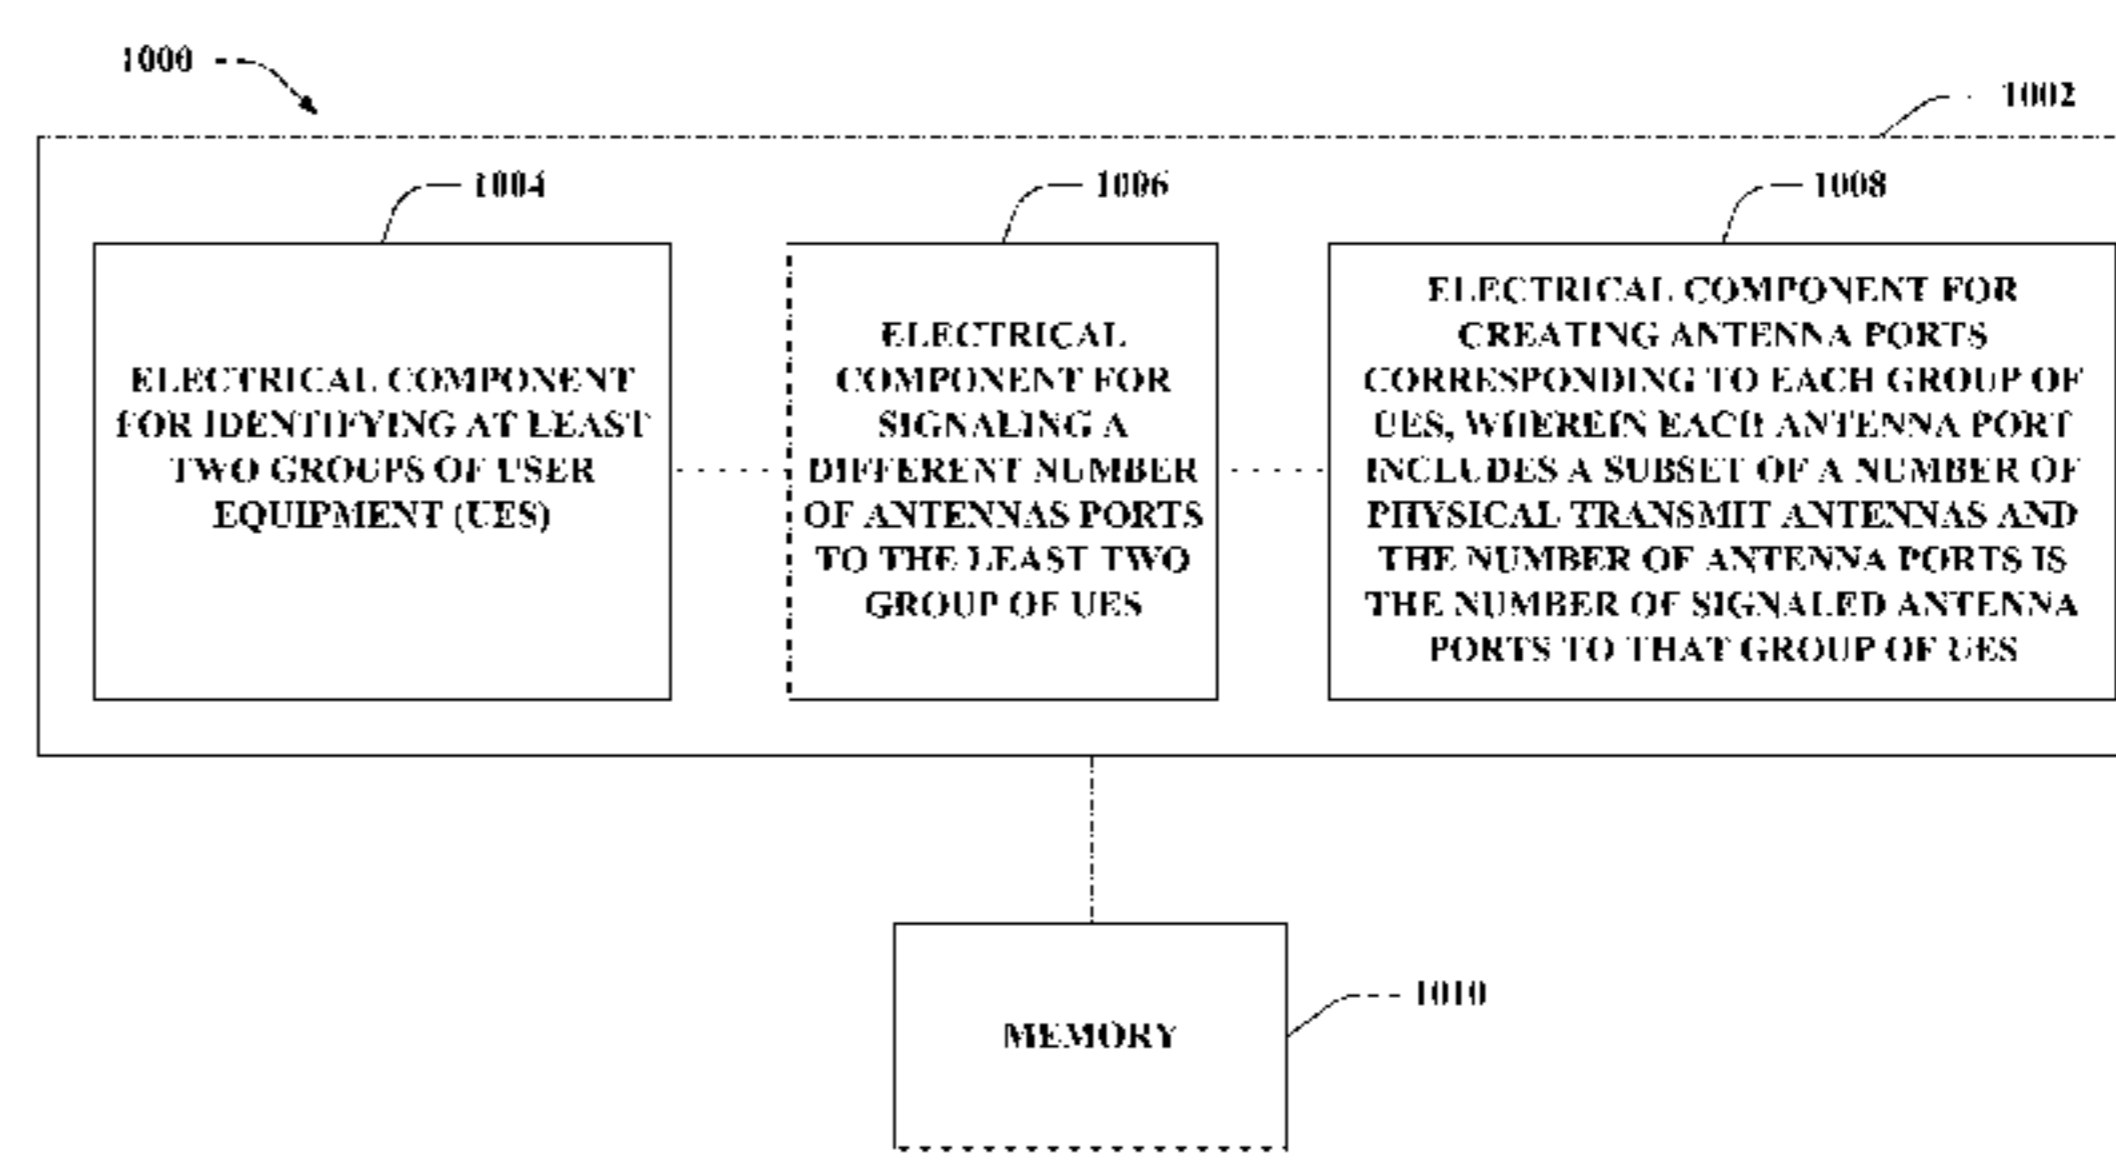 1000
1002
1004
1006
1008
ELECTRICAL COMPONENT
FOR IDENTIFYING AT LEAST
TWO GROUPS OF USER
EQUIPMENT (UES)
ELECTRICAL
COMPONENT FOR
SIGNALING A
DIFFERENT NUMBER
OF ANTENNAS PORTS
TO THE LEAST TWO
GROUP OF UES
ELECTRICAL COMPONENT FOR
CREATING ANTENNA PORTS
CORRESPONDING TO EACH GROUP OF
UES, WHEREIN EACH ANTENNA PORT
INCLUDES A SUBSET OF A NUMBER OF
PHYSICAL TRANSMIT ANTENNAS AND
THE NUMBER OF ANTENNA PORTS IS
THE NUMBER OF SIGNALED ANTENNA
PORTS TO THAT GROUP OF UES
MEMORY
1010